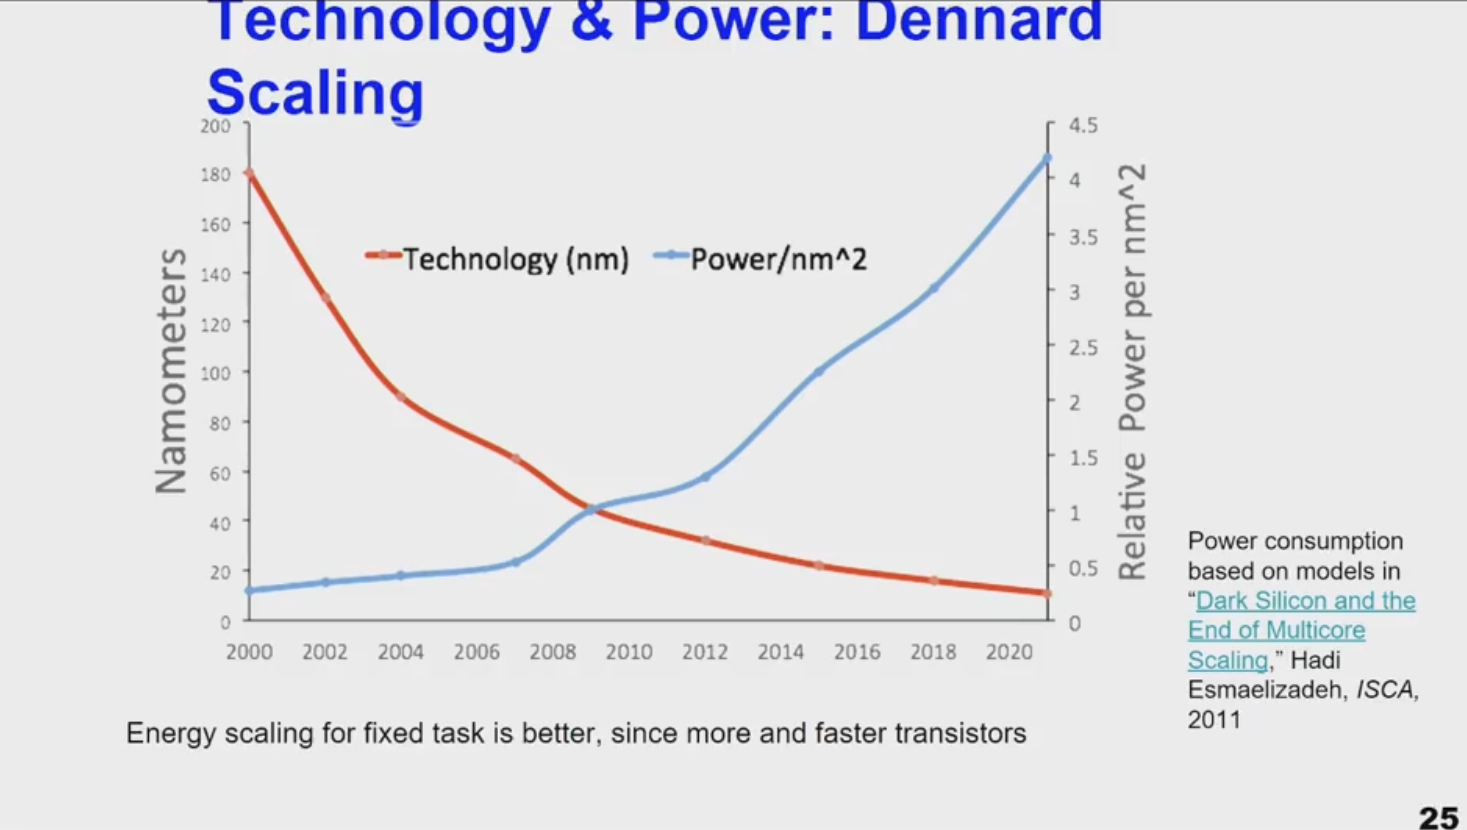 Technology & Power: Dennard
Scaling
200
180
160
140
120
100
80
60
40
20
0
Namometers
Technology (nm)
Power/nm^2
4.5
4
3.5
3
2.5
2
1.5
1
0.5
0
Relative Power per nm^2
2000 2002 2004 2006 2008 2010 2012 2014 2016 2018 2020
Power consumption
based on models in
“Dark Silicon and the
End of Multicore
Scaling,” Hadi
Esmaelizadeh, ISCA,
2011
Energy scaling for fixed task is better, since more and faster transistors
25